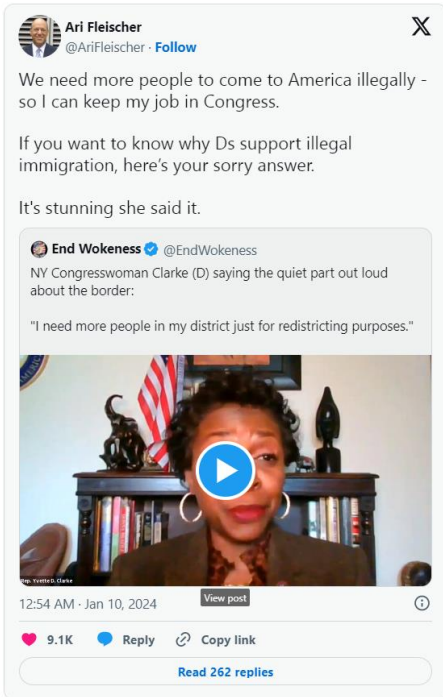 Ari Fleischer
@AriFleischer · Follow
We need more people to come to America illegally -
so I can keep my job in Congress.
If you want to know why Ds support illegal
immigration, here's your sorry answer.
It's stunning she said it.
End Wokeness @EndWokeness
NY Congresswoman Clarke (D) saying the quiet part out loud
about the border:
"I need more people in my district just for redistricting purposes."
Rep. Yvette D. Clarke
View post
12:54 AM · Jan 10, 2024
9.1K Reply Copy link
Read 262 replies